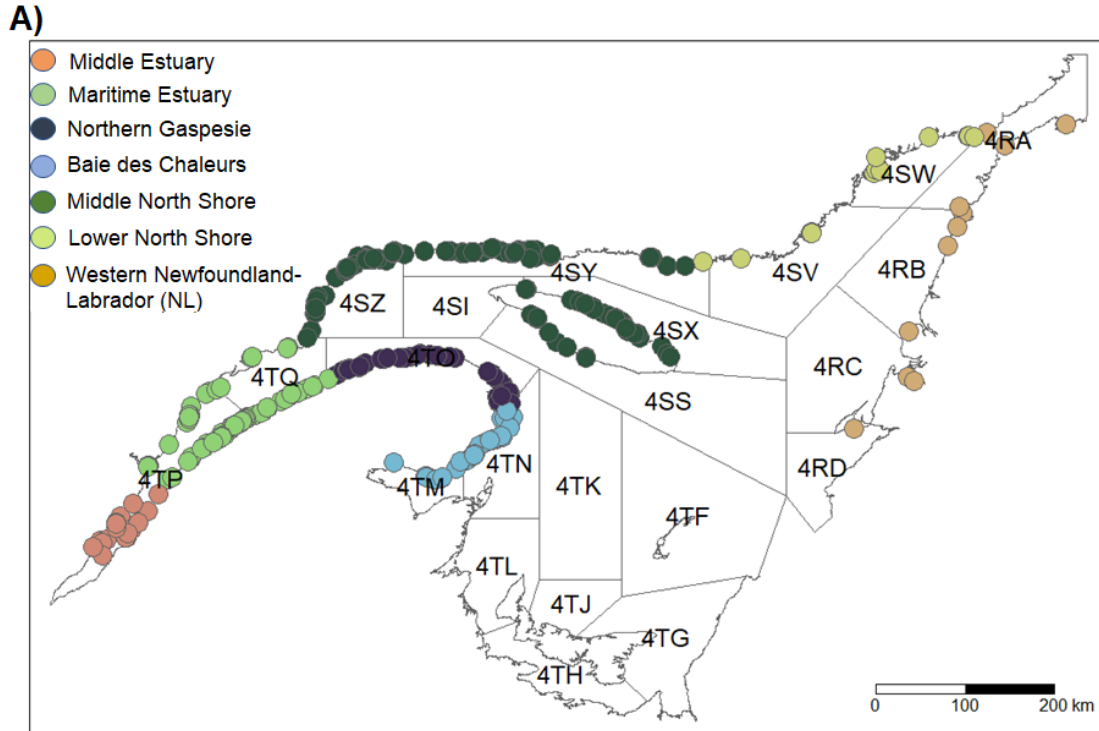 A)
Middle Estuary
Maritime Estuary
Northern Gaspesie
Baie des Chaleurs
Middle North Shore
Lower North Shore
Western Newfoundland-
Labrador (NL)
4RA
4SW
4SV
4RB
4SY
4SZ
4SI
4SX
4TO
4TQ
4RC
4SS
4TP
4TM
4TN
4TK
4RD
4TF
4TL
4TJ
4TG
4TH
0 100 200 km